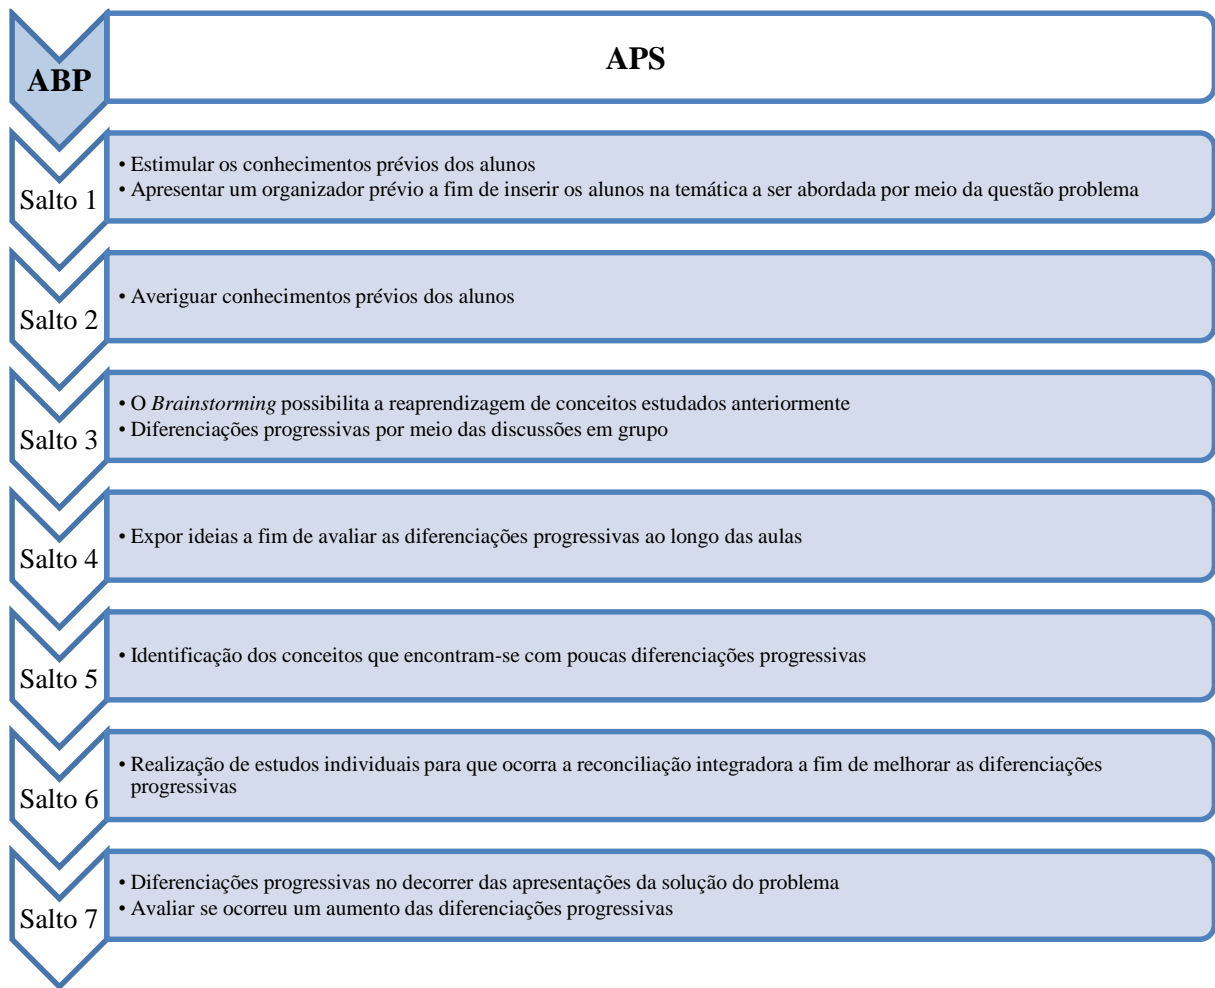 ABP
APS
Salto 1
• Estimular os conhecimentos prévios dos alunos
• Apresentar um organizador prévio a fim de inserir os alunos na temática a ser abordada por meio da questão problema
Salto 2
• Averiguar conhecimentos prévios dos alunos
Salto 3
• O Brainstorming possibilita a reaprendizagem de conceitos estudados anteriormente
• Diferenciações progressivas por meio das discussões em grupo
Salto 4
• Expor ideias a fim de avaliar as diferenciações progressivas ao longo das aulas
Salto 5
• Identificação dos conceitos que encontram-se com poucas diferenciações progressivas
Salto 6
• Realização de estudos individuais para que ocorra a reconciliação integradora a fim de melhorar as diferenciações
progressivas
Salto 7
• Diferenciações progressivas no decorrer das apresentações da solução do problema
• Avaliar se ocorreu um aumento das diferenciações progressivas